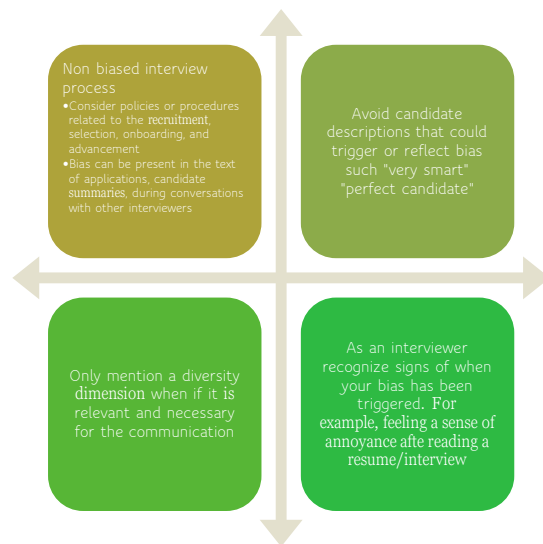 Non biased interview
process
•Consider policies or procedures
related to the recruitment,
selection, onboarding, and
advancement
•Bias can be present in the text
of applications, candidate
summaries, during conversations
with other interviewers
Avoid candidate
descriptions that could
trigger or reflect bias
such "very smart"
"perfect candidate"
Only mention a diversity
dimension when if it is
relevant and necessary
for the communication
As an interviewer
recognize signs of when
your bias has been
triggered. For
example, feeling a sense of
annoyance afte reading a
resume/interview